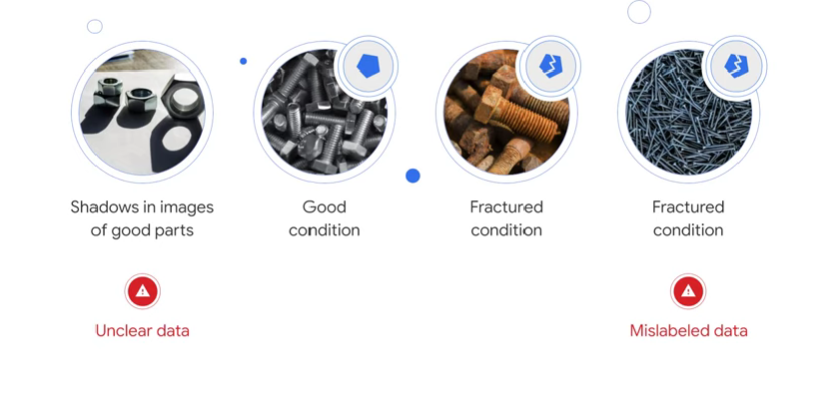 Shadows in images
of good parts
Good
condition
Fractured
condition
Fractured
condition
Unclear data
Mislabeled data